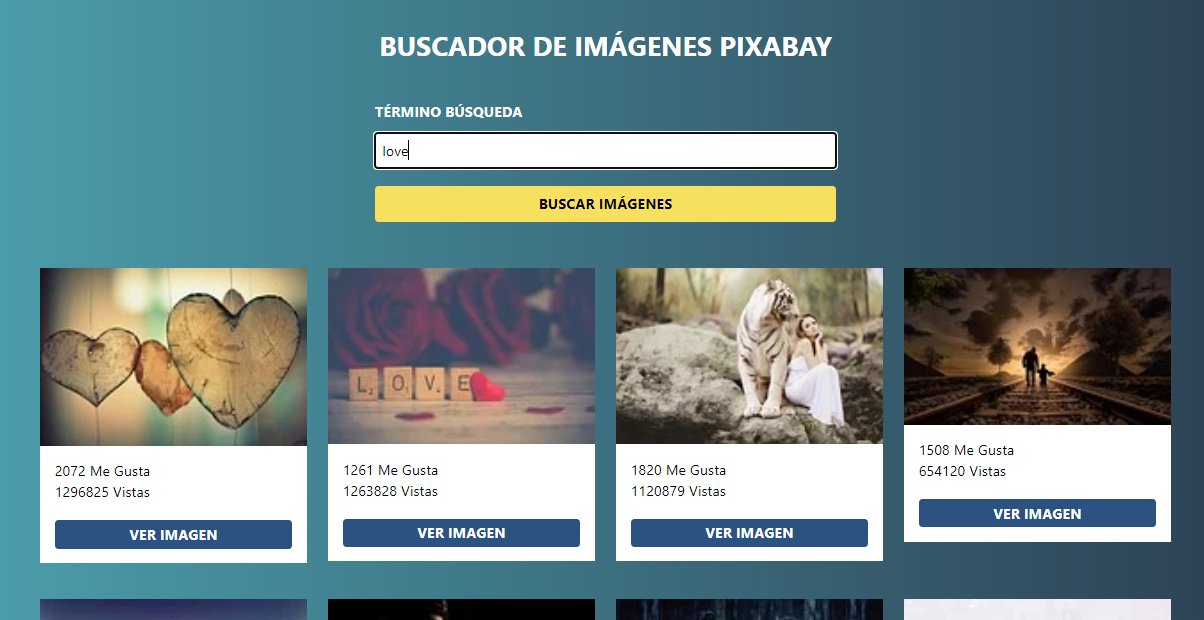 BUSCADOR DE IMÁGENES PIXABAY
TÉRMINO BÚSQUEDA
love
BUSCAR IMÁGENES
L O V E
2072 Me Gusta
1296825 Vistas
VER IMAGEN
1261 Me Gusta
1263828 Vistas
VER IMAGEN
1820 Me Gusta
1120879 Vistas
VER IMAGEN
1508 Me Gusta
654120 Vistas
VER IMAGEN